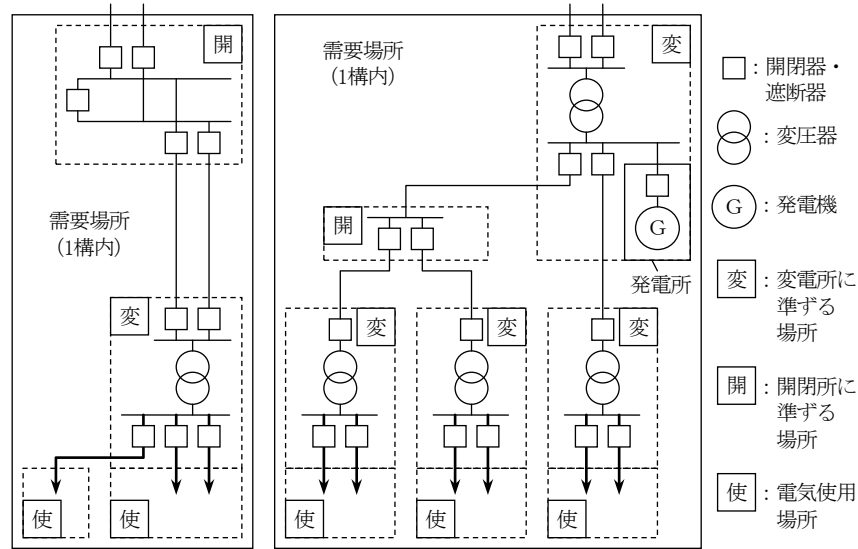 開
需要場所
(1構内)
変
使
使
需要場所
(1構内)
変
開
G
発電所
変
変
変
使
使
使
：開閉器・
遮断器
：変圧器
G
：発電機
変
：変電所に
準ずる
場所
開
：開閉所に
準ずる
場所
使
：電気使用
場所